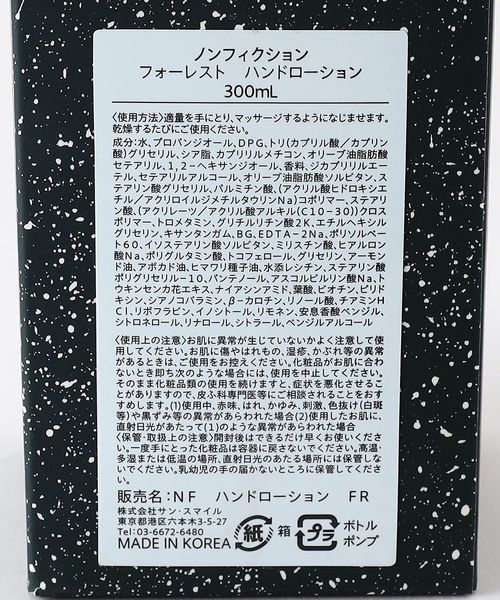 ノンフィクション
フォーレスト　ハンドローション
300mL
〈使用方法〉適量を手にとり、マッサージするようになじませます。
乾燥するたびにご使用ください。
成分:水、プロパンジオール、DPG、トリ(カプリル酸／カプリン
酸)グリセリル、シア脂、カプリリルメチコン、オリーブ油脂肪酸
セテアリル、1,2－ヘキサンジオール、香料、ジカプリリルエー
テル、セテアリルアルコール、オリーブ油脂肪酸ソルビタン、ス
テアリン酸グリセリル、パルミチン酸、(アクリル酸ヒドロキシエ
チル／アクリロイルジメチルタウリンNa)コポリマー、ステアリン
酸、(アクリレーツ／アクリル酸アルキル(C10－30))クロス
ポリマー、トロメタミン、グリチルリチン酸2K、エチルヘキシル
グリセリン、キサンタンガム、BG、EDTA－2Na、ポリソルベ
ート60、イソステアリン酸ソルビタン、ミリスチン酸、ヒアルロン
酸Na、ポリグルタミン酸、トコフェロール、グリセリン、アーモン
ド油、アボカド油、ヒマワリ種子油、水添レシチン、ステアリン酸
ポリグリセリル－10、パンテノール、アスコルビルリン酸Na、ト
ウキンセンカ花エキス、ナイアシンアミド、葉酸、ビオチン、ピリド
キシン、シアノコバラミン、β－カロチン、リノール酸、チアミンH
Cl、リボフラビン、イノシトール、リモネン、安息香酸ベンジル、
シトロネロール、リナロール、シトラール、ベンジルアルコール
〈使用上の注意〉お肌に異常が生じていないかよく注意して使
用してください。お肌に傷やはれもの、湿疹、かぶれ等の異常
があるときは、ご使用をお控えください。化粧品がお肌に合わ
ないとき即ち次のような場合には、使用を中止してください。
そのまま化粧品類の使用を続けますと、症状を悪化させるこ
とがありますので、皮ふ科専門医等にご相談されることをおす
すめします。(1)使用中、赤味、はれ、かゆみ、刺激、色抜け(白斑
等)や黒ずみ等の異常があらわれた場合(2)使用したお肌に、
直射日光があたって(1)のような異常があらわれた場合
〈保管・取扱上の注意〉開封後はできるだけ早くお使いくださ
い。一度手にとった化粧品は容器に戻さないでください。高温・
多湿または低温の場所、直射日光のあたる場所には保管しな
いでください。乳幼児の手の届かないところに保管してくださ
い。
販売名:NF　ハンドローション　FR
株式会社サン・スマイル
東京都港区六本木3-5-27
電話:03-6672-6480
MADE IN KOREA
紙 箱 プラ ボトル
ポンプ